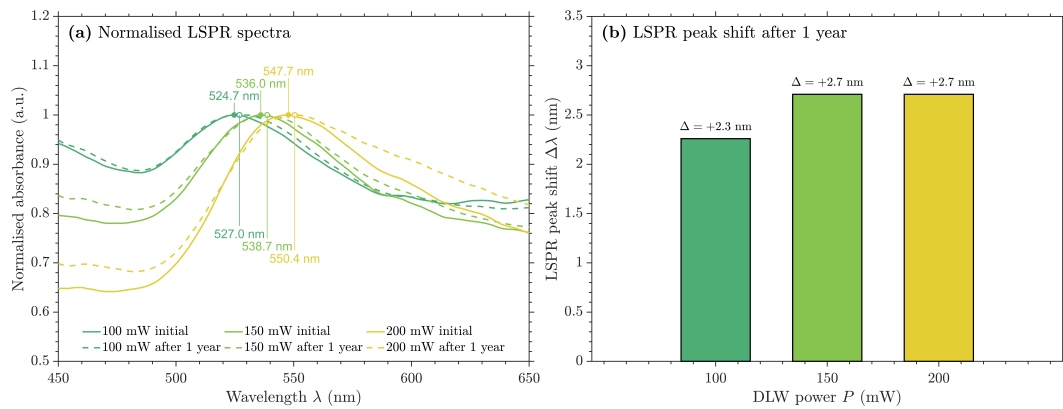 (a) Normalised LSPR spectra
1.2
1.1
1
0.9
0.8
0.7
0.6
0.5
Normalised absorbance (a.u.)
547.7 nm
536.0 nm
524.7 nm
527.0 nm
538.7 nm
550.4 nm
100 mW initial
150 mW initial
200 mW initial
100 mW after 1 year
150 mW after 1 year
200 mW after 1 year
450
500
550
600
650
Wavelength λ (nm)
(b) LSPR peak shift after 1 year
3.5
3
2.5
2
1.5
1
0.5
0
LSPR peak shift Δλ (nm)
Δ = +2.3 nm
Δ = +2.7 nm
Δ = +2.7 nm
100
150
200
DLW power P (mW)